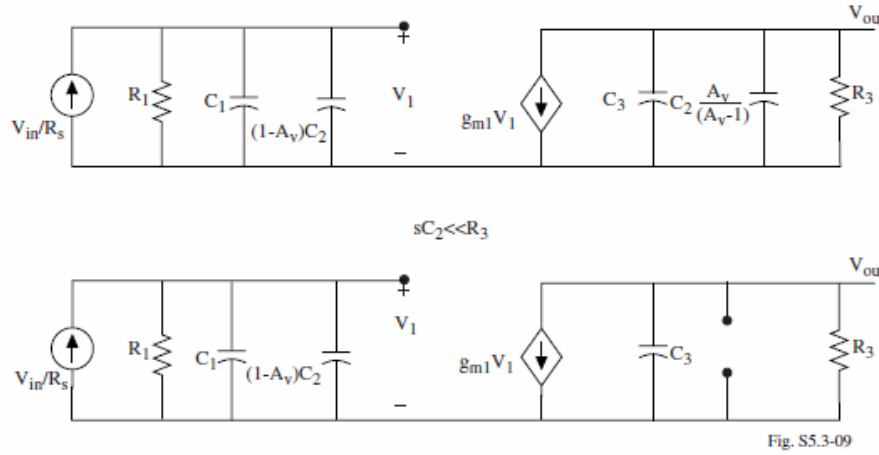 V_ou
V_in/R_s
R_1
C_1
(1-A_v)C_2
+
V_1
−
g_m1V_1
C_3
C_2 A_v/(A_v-1)
R_3
sC_2<<R_3
V_ou
V_in/R_s
R_1
C_1
(1-A_v)C_2
+
V_1
−
g_m1V_1
C_3
R_3
Fig. S5.3-09